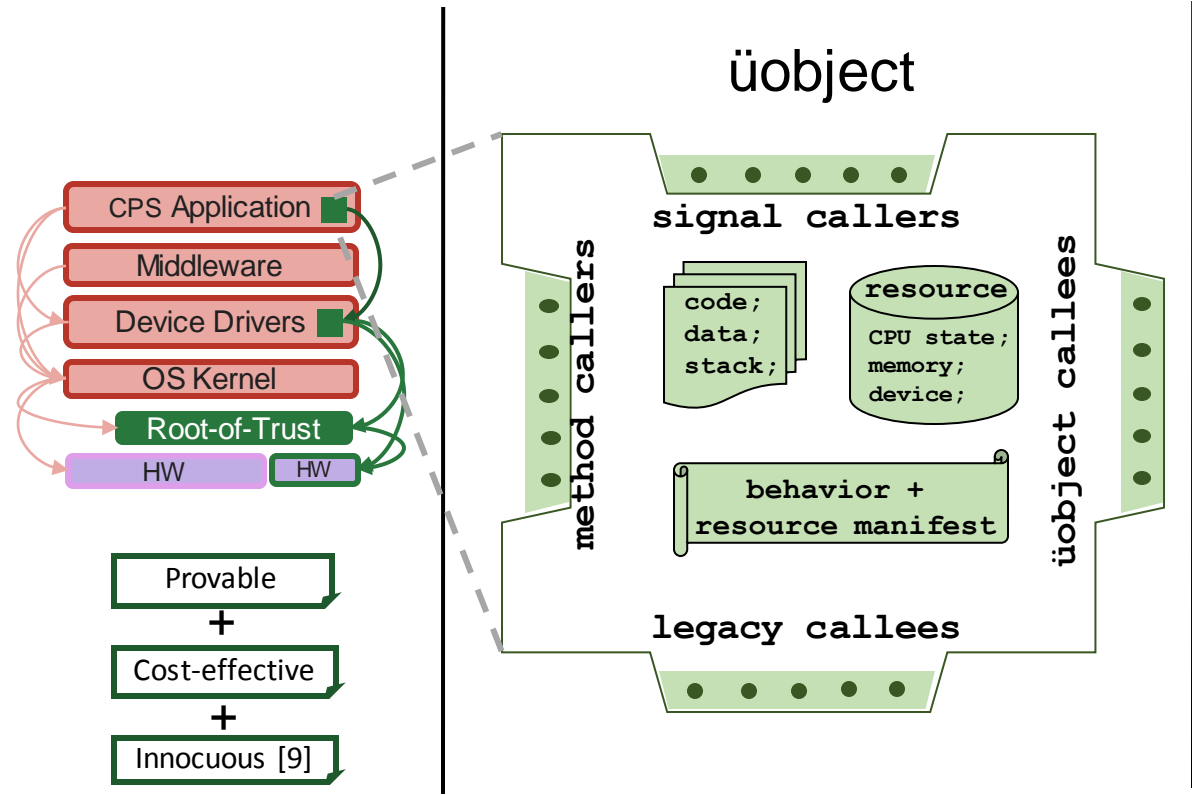 CPS Application
Middleware
Device Drivers
OS Kernel
Root-of-Trust
HW
HW
Provable
+
Cost-effective
+
Innocuous [9]
üobject
signal callers
method callers
code;
data;
stack;
resource
CPU state;
memory;
device;
behavior +
resource manifest
üobject callees
legacy callees